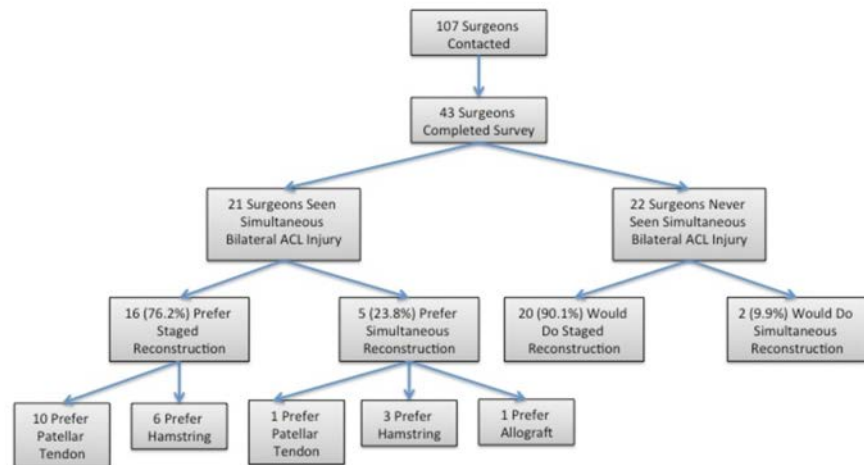 107 Surgeons
Contacted
43 Surgeons
Completed Survey
21 Surgeons Seen
Simultaneous
Bilateral ACL Injury
22 Surgeons Never
Seen Simultaneous
Bilateral ACL Injury
16 (76.2%) Prefer
Staged
Reconstruction
5 (23.8%) Prefer
Simultaneous
Reconstruction
20 (90.1%) Would
Do Staged
Reconstruction
2 (9.9%) Would Do
Simultaneous
Reconstruction
10 Prefer
Patellar
Tendon
6 Prefer
Hamstring
1 Prefer
Patellar
Tendon
3 Prefer
Hamstring
1 Prefer
Allograft